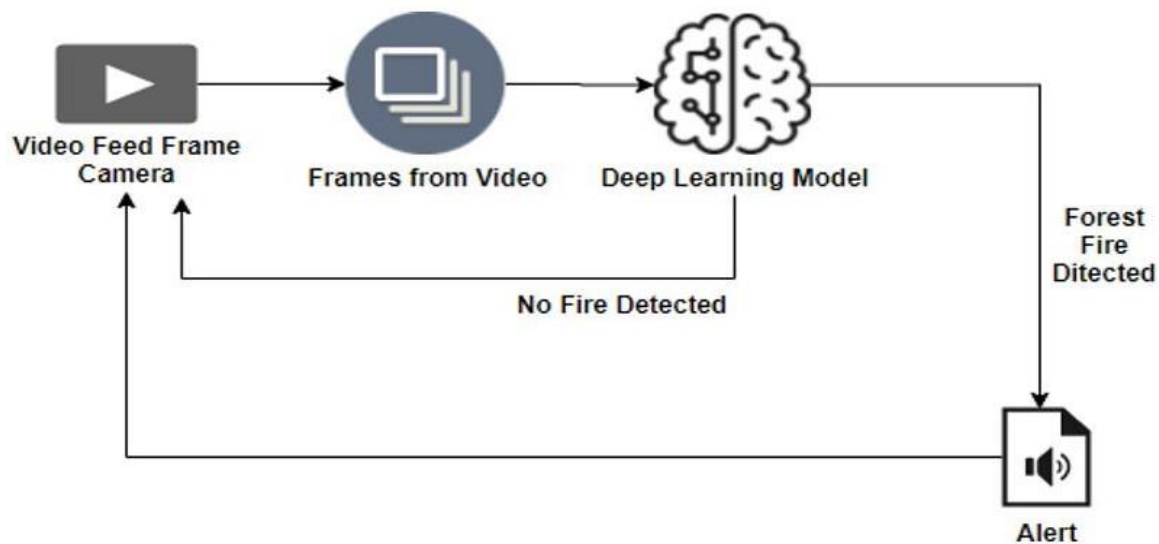 Video Feed Frame
Camera
Frames from Video
Deep Learning Model
Forest
Fire
Ditected
No Fire Detected
Alert